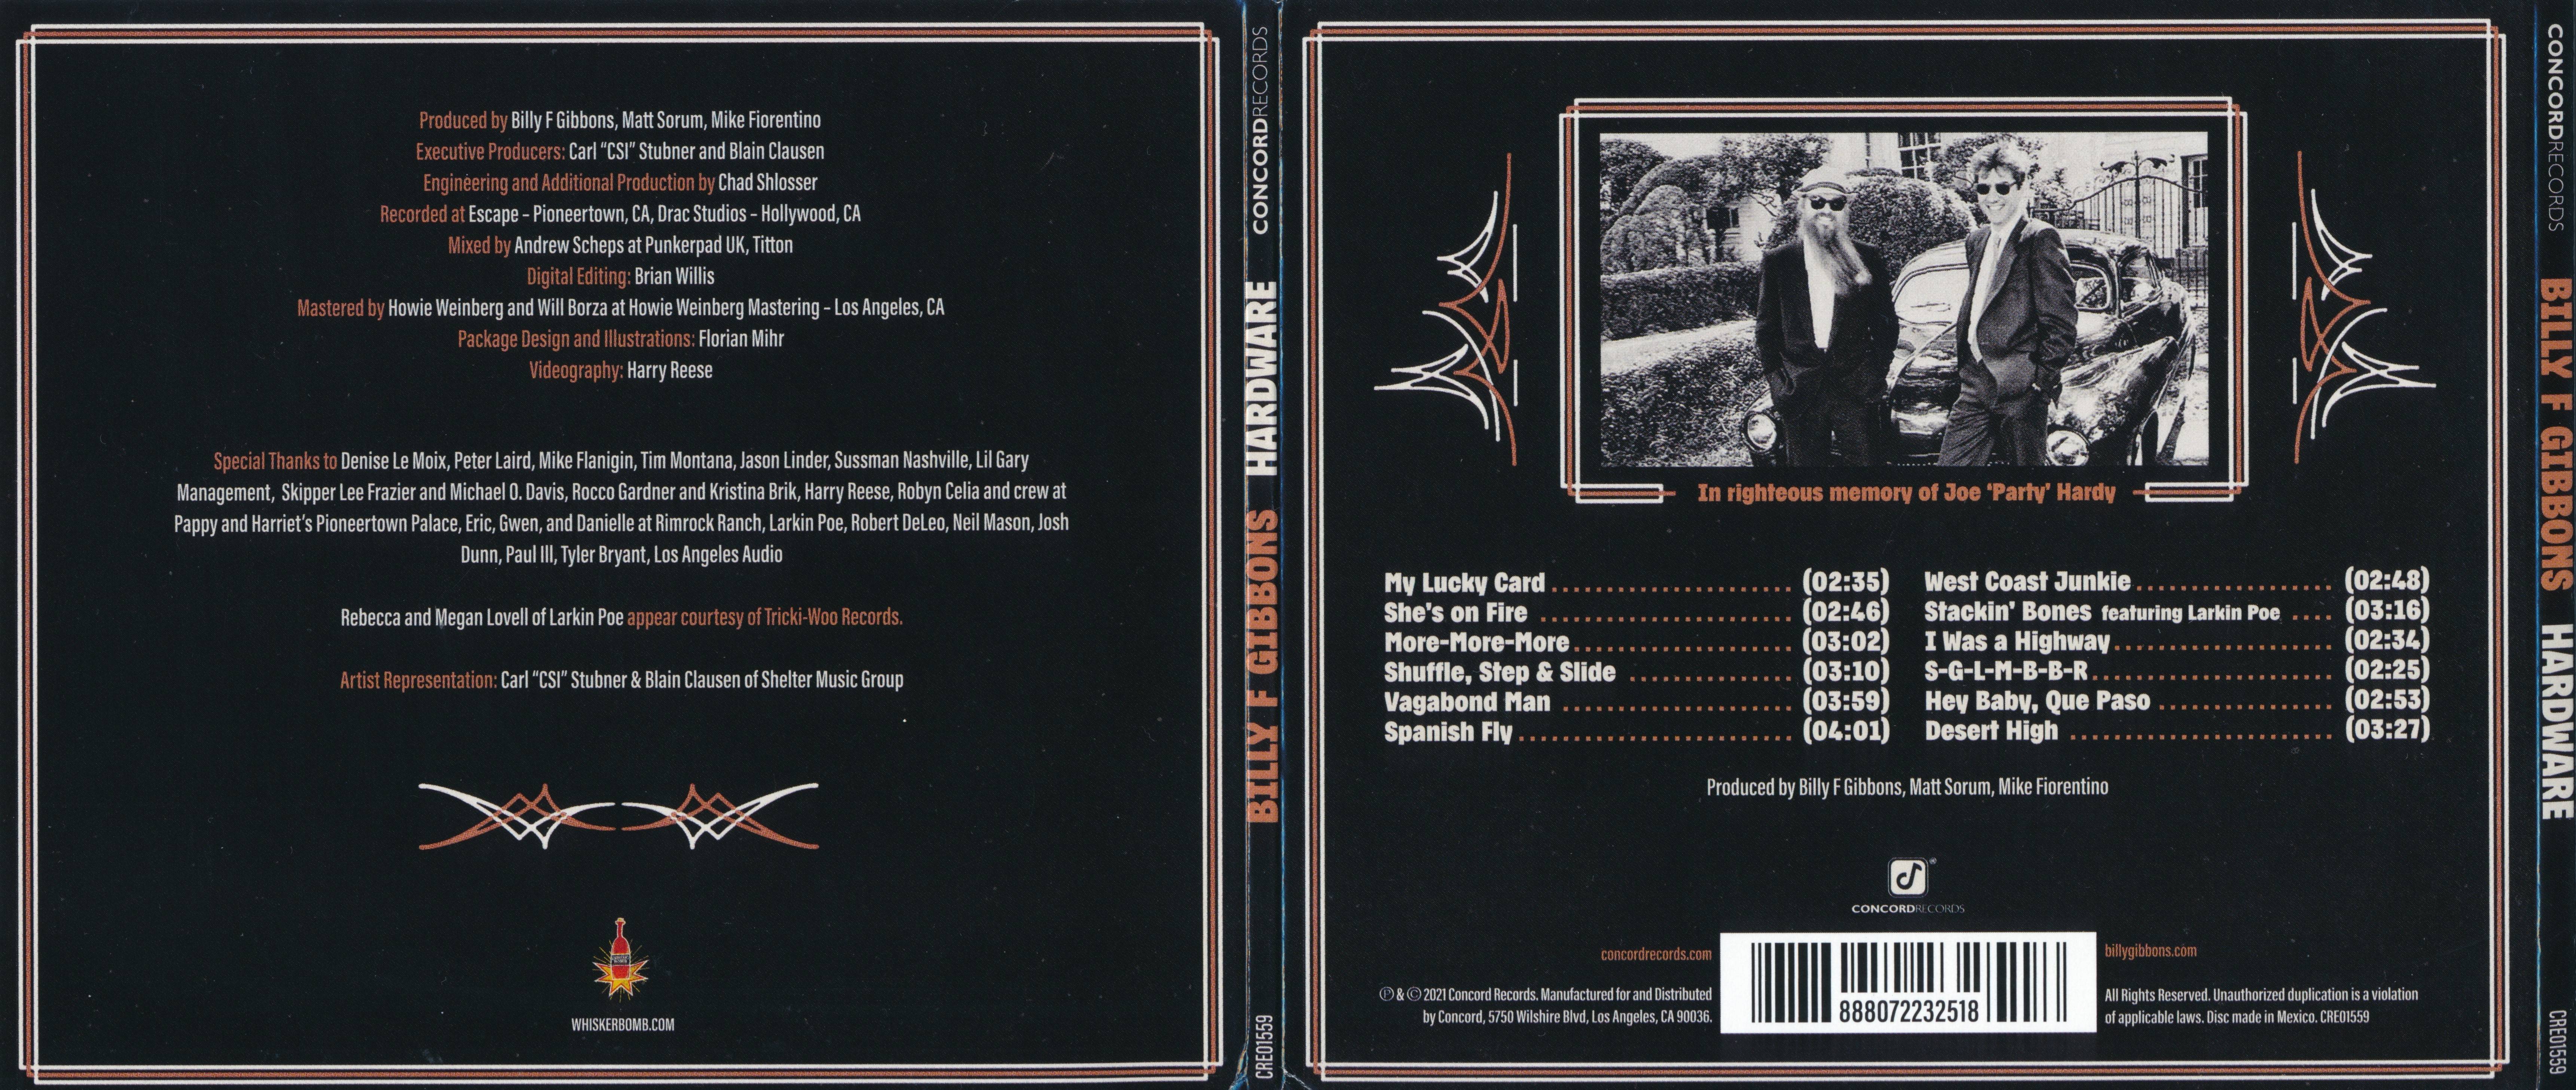 Produced by Billy F Gibbons, Matt Sorum, Mike Fiorentino
Executive Producers: Carl “CSI” Stubner and Blain Clausen
Engineering and Additional Production by Chad Shlosser
Recorded at Escape – Pioneertown, CA, Drac Studios – Hollywood, CA
Mixed by Andrew Scheps at Punkerpad UK, Titton
Digital Editing: Brian Willis
Mastered by Howie Weinberg and Will Borza at Howie Weinberg Mastering – Los Angeles, CA
Package Design and Illustrations: Florian Mihr
Videography: Harry Reese
Special Thanks to Denise Le Moix, Peter Laird, Mike Flanigin, Tim Montana, Jason Linder, Sussman Nashville, Lil Gary
Management, Skipper Lee Frazier and Michael O. Davis, Rocco Gardner and Kristina Brik, Harry Reese, Robyn Celia and crew at
Pappy and Harriet’s Pioneertown Palace, Eric, Gwen, and Danielle at Rimrock Ranch, Larkin Poe, Robert DeLeo, Neil Mason, Josh
Dunn, Paul Ill, Tyler Bryant, Los Angeles Audio
Rebecca and Megan Lovell of Larkin Poe appear courtesy of Tricki-Woo Records.
Artist Representation: Carl “CSI” Stubner & Blain Clausen of Shelter Music Group
WHISKERBOMB.COM
CRE01559 BILLY F GIBBONS HARDWARE CONCORDRECORDS
In righteous memory of Joe ‘Party’ Hardy
My Lucky Card (02:35)
She's on Fire (02:46)
More-More-More (03:02)
Shuffle, Step & Slide (03:10)
Vagabond Man (03:59)
Spanish Fly (04:01)
West Coast Junkie (02:48)
Stackin' Bones featuring Larkin Poe (03:16)
I Was a Highway (02:34)
S-G-L-M-B-B-R (02:25)
Hey Baby, Que Paso (02:53)
Desert High (03:27)
Produced by Billy F Gibbons, Matt Sorum, Mike Fiorentino
CONCORDRECORDS
concordrecords.com
℗ & © 2021 Concord Records. Manufactured for and Distributed
by Concord, 5750 Wilshire Blvd, Los Angeles, CA 90036.
888072232518
billygibbons.com
All Rights Reserved. Unauthorized duplication is a violation
of applicable laws. Disc made in Mexico. CRE01559
CONCORDRECORDS BILLY F GIBBONS HARDWARE CRE01559